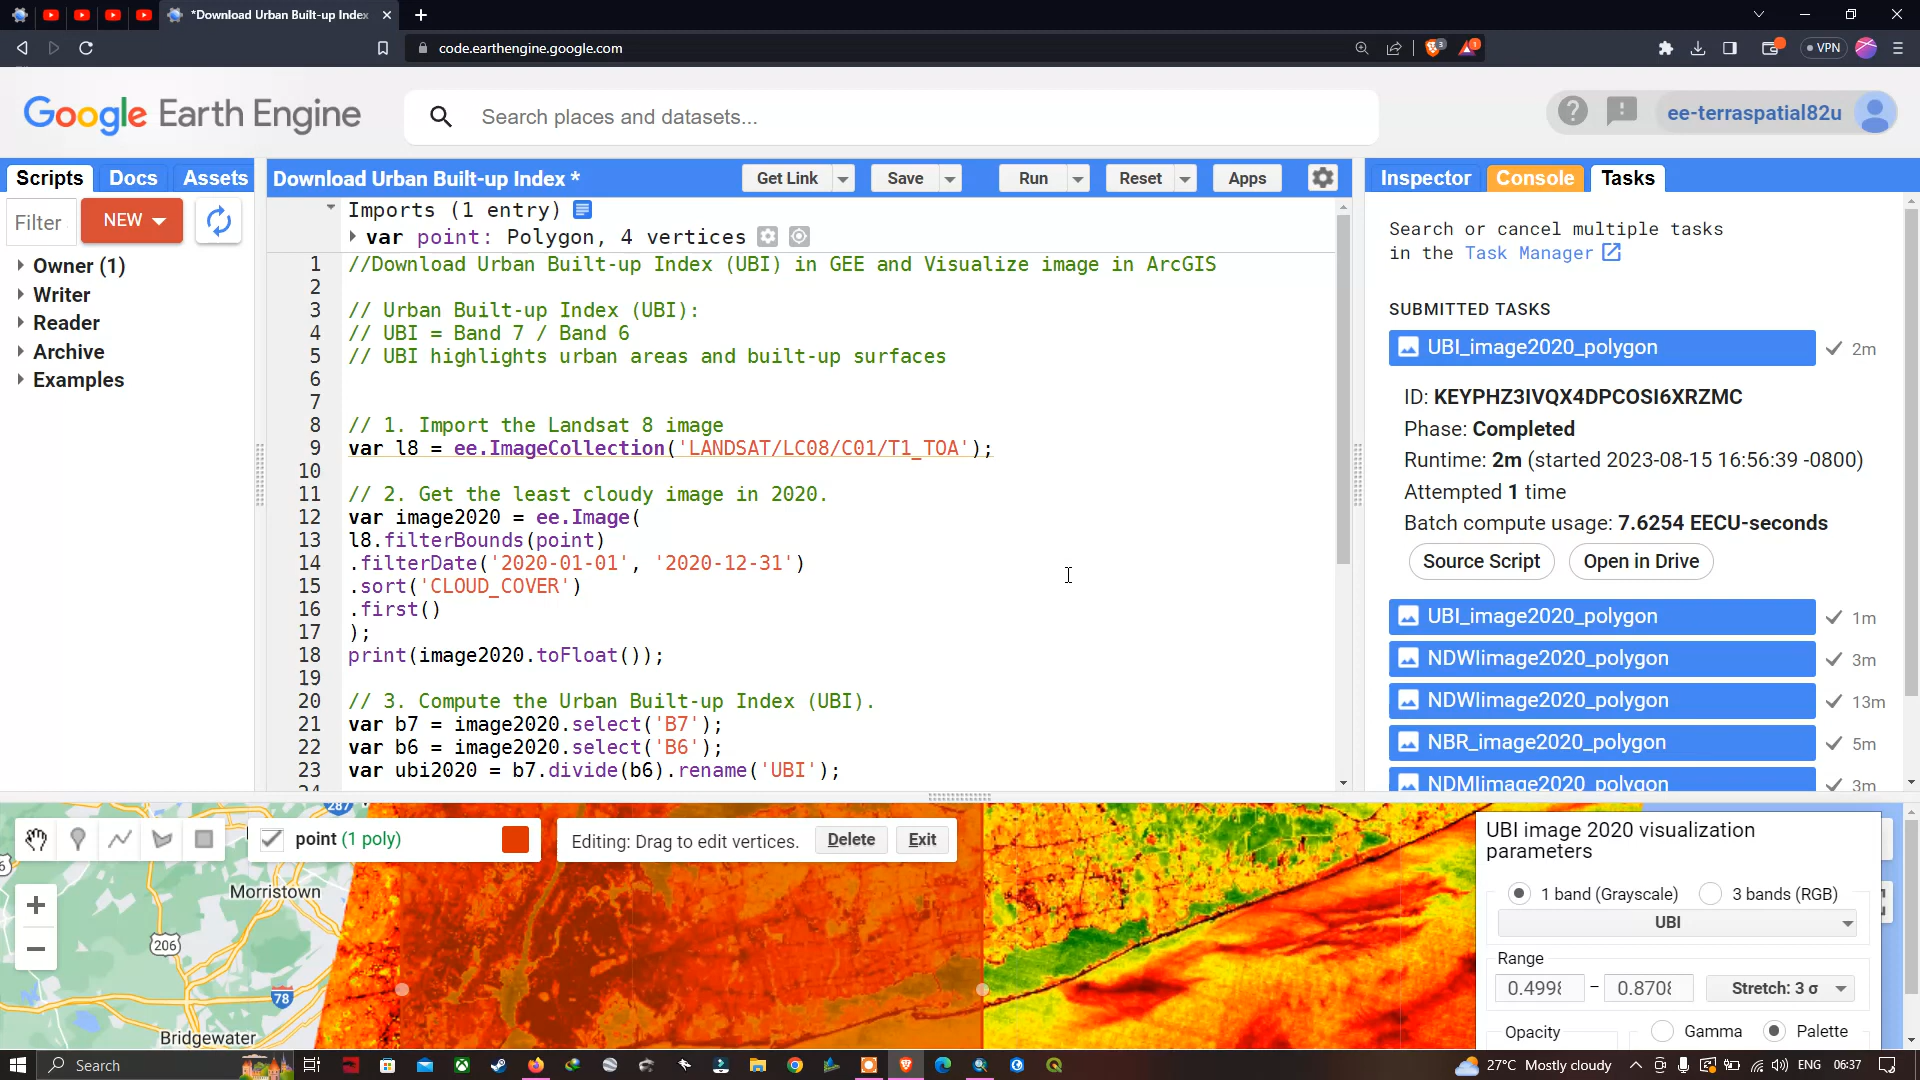 *Download Urban Built-up Index
code.earthengine.google.com
VPN
Google Earth Engine
Search places and datasets...
ee-terraspatial82u
Scripts
Docs
Assets
Download Urban Built-up Index *
Get Link
Save
Run
Reset
Apps
Inspector
Console
Tasks
Filter
NEW
Owner (1)
Writer
Reader
Archive
Examples
Imports (1 entry)
var point: Polygon, 4 vertices
1 //Download Urban Built-up Index (UBI) in GEE and Visualize image in ArcGIS
2
3 // Urban Built-up Index (UBI):
4 // UBI = Band 7 / Band 6
5 // UBI highlights urban areas and built-up surfaces
6
7
8 // 1. Import the Landsat 8 image
9 var l8 = ee.ImageCollection('LANDSAT/LC08/C01/T1_TOA');
10
11 // 2. Get the least cloudy image in 2020.
12 var image2020 = ee.Image(
13 l8.filterBounds(point)
14 .filterDate('2020-01-01', '2020-12-31')
15 .sort('CLOUD_COVER')
16 .first()
17 );
18 print(image2020.toFloat());
19
20 // 3. Compute the Urban Built-up Index (UBI).
21 var b7 = image2020.select('B7');
22 var b6 = image2020.select('B6');
23 var ubi2020 = b7.divide(b6).rename('UBI');
Search or cancel multiple tasks
in the Task Manager
SUBMITTED TASKS
UBI_image2020_polygon 2m
ID: KEYPHZ3IVQX4DPCOSI6XRZMC
Phase: Completed
Runtime: 2m (started 2023-08-15 16:56:39 -0800)
Attempted 1 time
Batch compute usage: 7.6254 EECU-seconds
Source Script
Open in Drive
UBI_image2020_polygon 1m
NDWIimage2020_polygon 3m
NDWIimage2020_polygon 13m
NBR_image2020_polygon 5m
NDMIimage2020_polygon 3m
287
point (1 poly)
Editing: Drag to edit vertices.
Delete
Exit
Morristown
206
78
Bridgewater
UBI image 2020 visualization
parameters
1 band (Grayscale)
3 bands (RGB)
UBI
Range
0.4998 – 0.8708
Stretch: 3 σ
Opacity
Gamma
Palette
Search
27°C Mostly cloudy
ENG
06:37